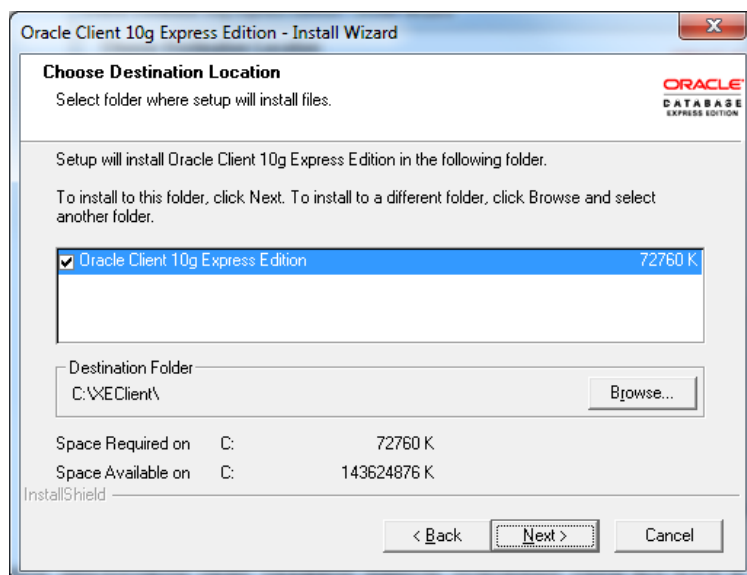 Oracle Client 10g Express Edition - Install Wizard
Choose Destination Location
Select folder where setup will install files.
ORACLE
DATABASE
EXPRESS EDITION
Setup will install Oracle Client 10g Express Edition in the following folder.
To install to this folder, click Next. To install to a different folder, click Browse and select
another folder.
Oracle Client 10g Express Edition 72760 K
Destination Folder
C:\XEClient\
Browse...
Space Required on C: 72760 K
Space Available on C: 143624876 K
InstallShield
< Back Next > Cancel